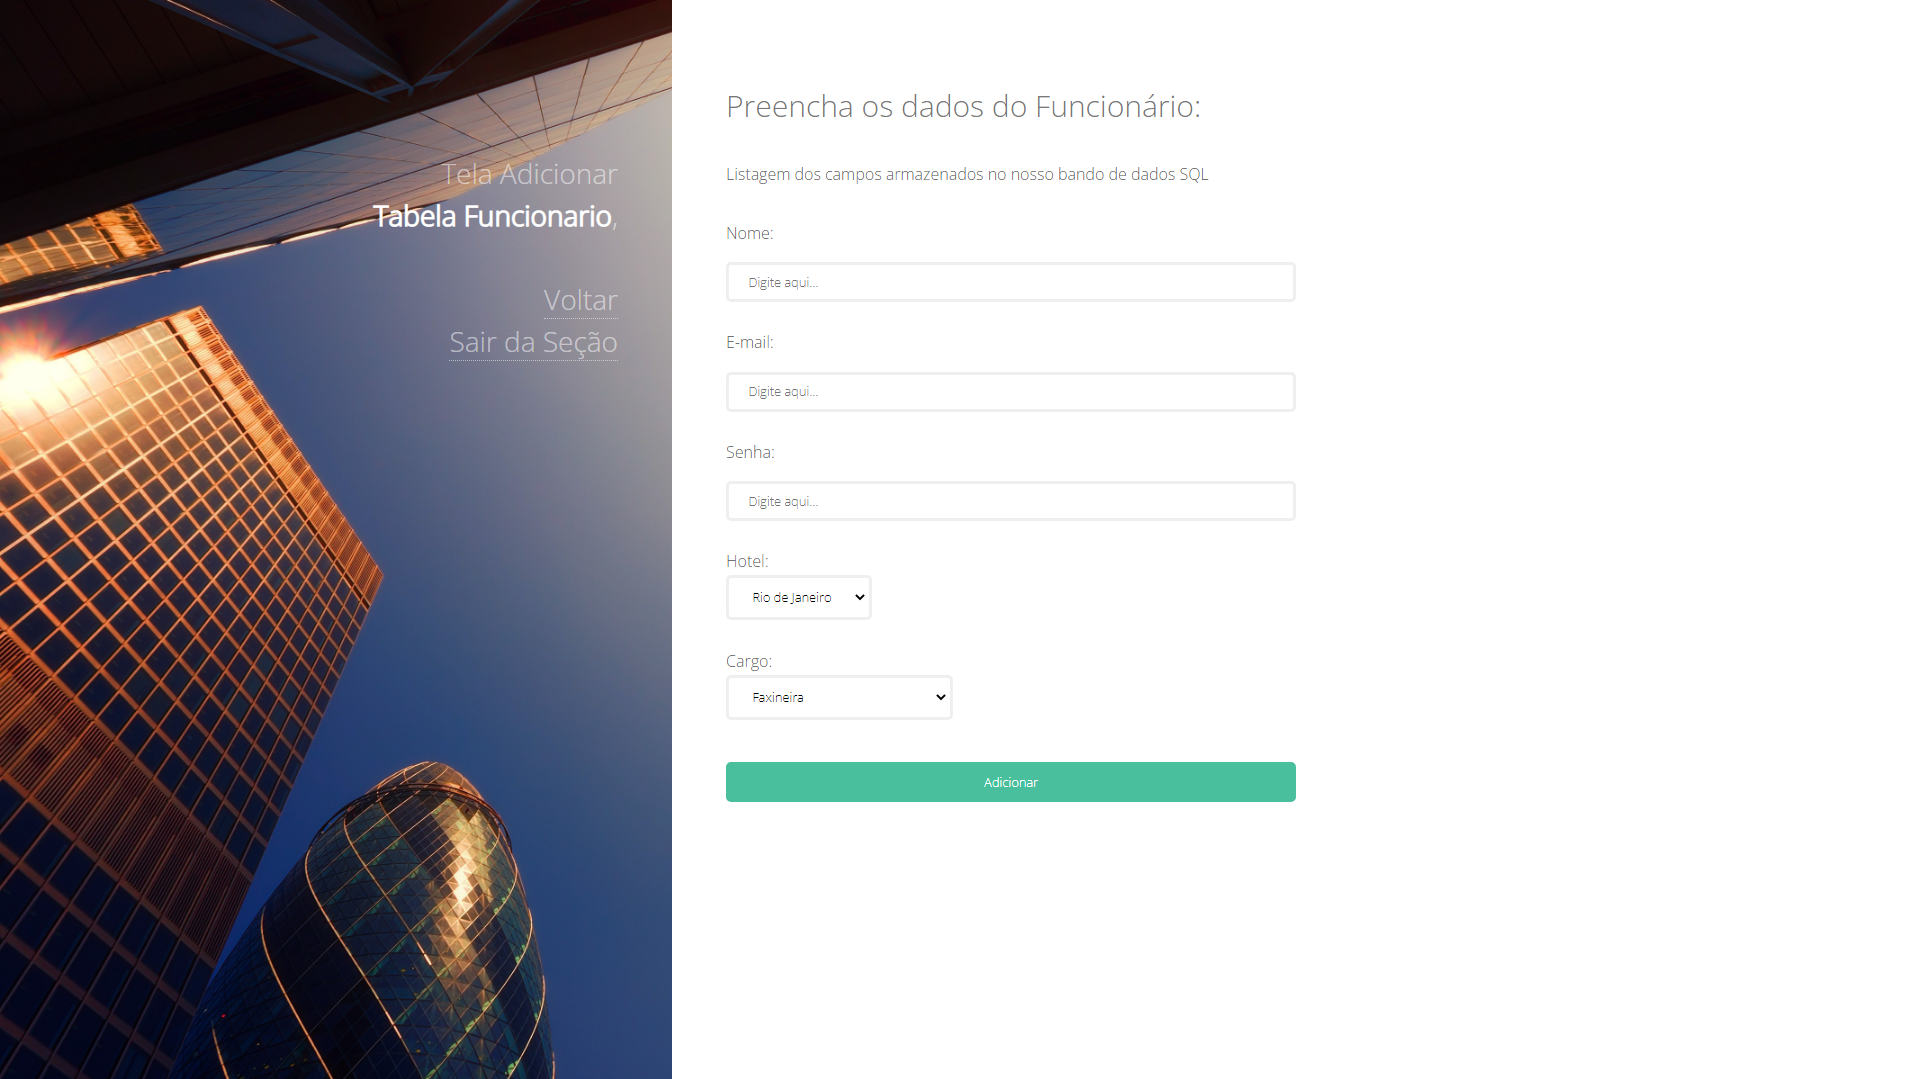 Tela Adicionar
Tabela Funcionario,
Voltar
Sair da Seção
Preencha os dados do Funcionário:
Listagem dos campos armazenados no nosso bando de dados SQL
Nome:
Digite aqui...
E-mail:
Digite aqui...
Senha:
Digite aqui...
Hotel:
Rio de Janeiro
Cargo:
Faxineira
Adicionar